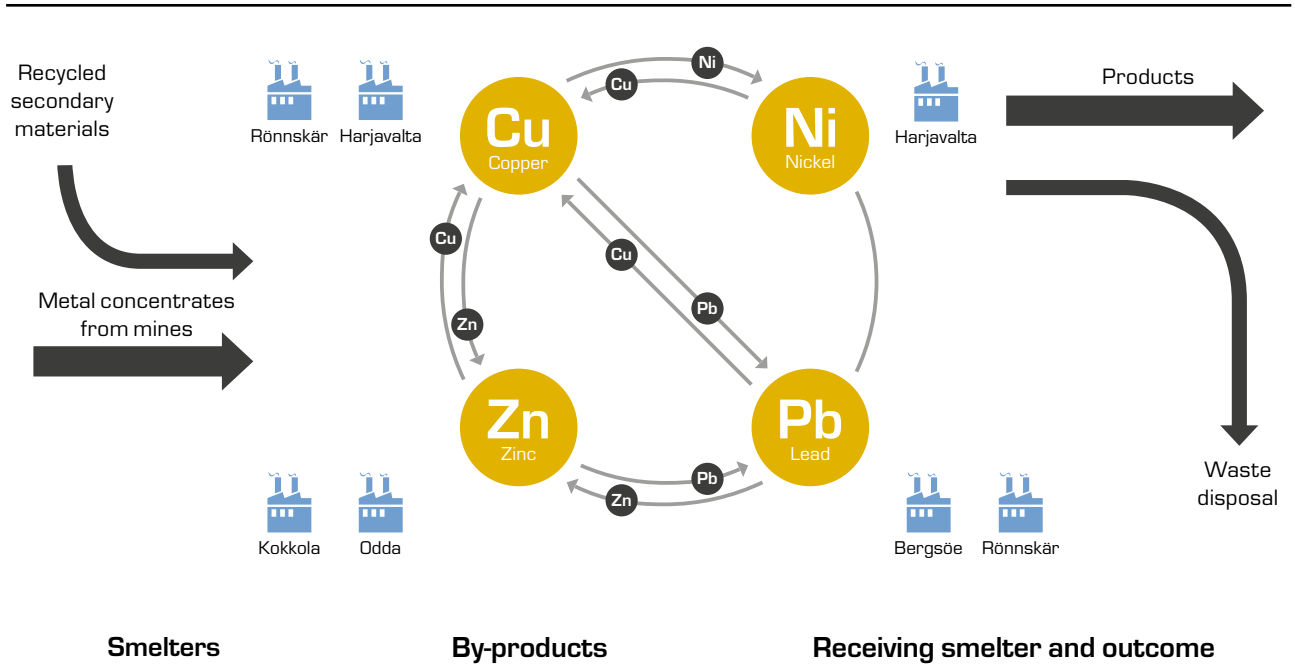 Recycled
secondary
materials
Rönnskär
Harjavalta
Cu
Copper
Ni
Cu
Ni
Nickel
Harjavalta
Products
Metal concentrates
from mines
Cu
Zn
Cu
Pb
Zn
Zinc
Pb
Zn
Pb
Lead
Waste
disposal
Kokkola
Odda
Bergsöe
Rönnskär
Smelters
By-products
Receiving smelter and outcome